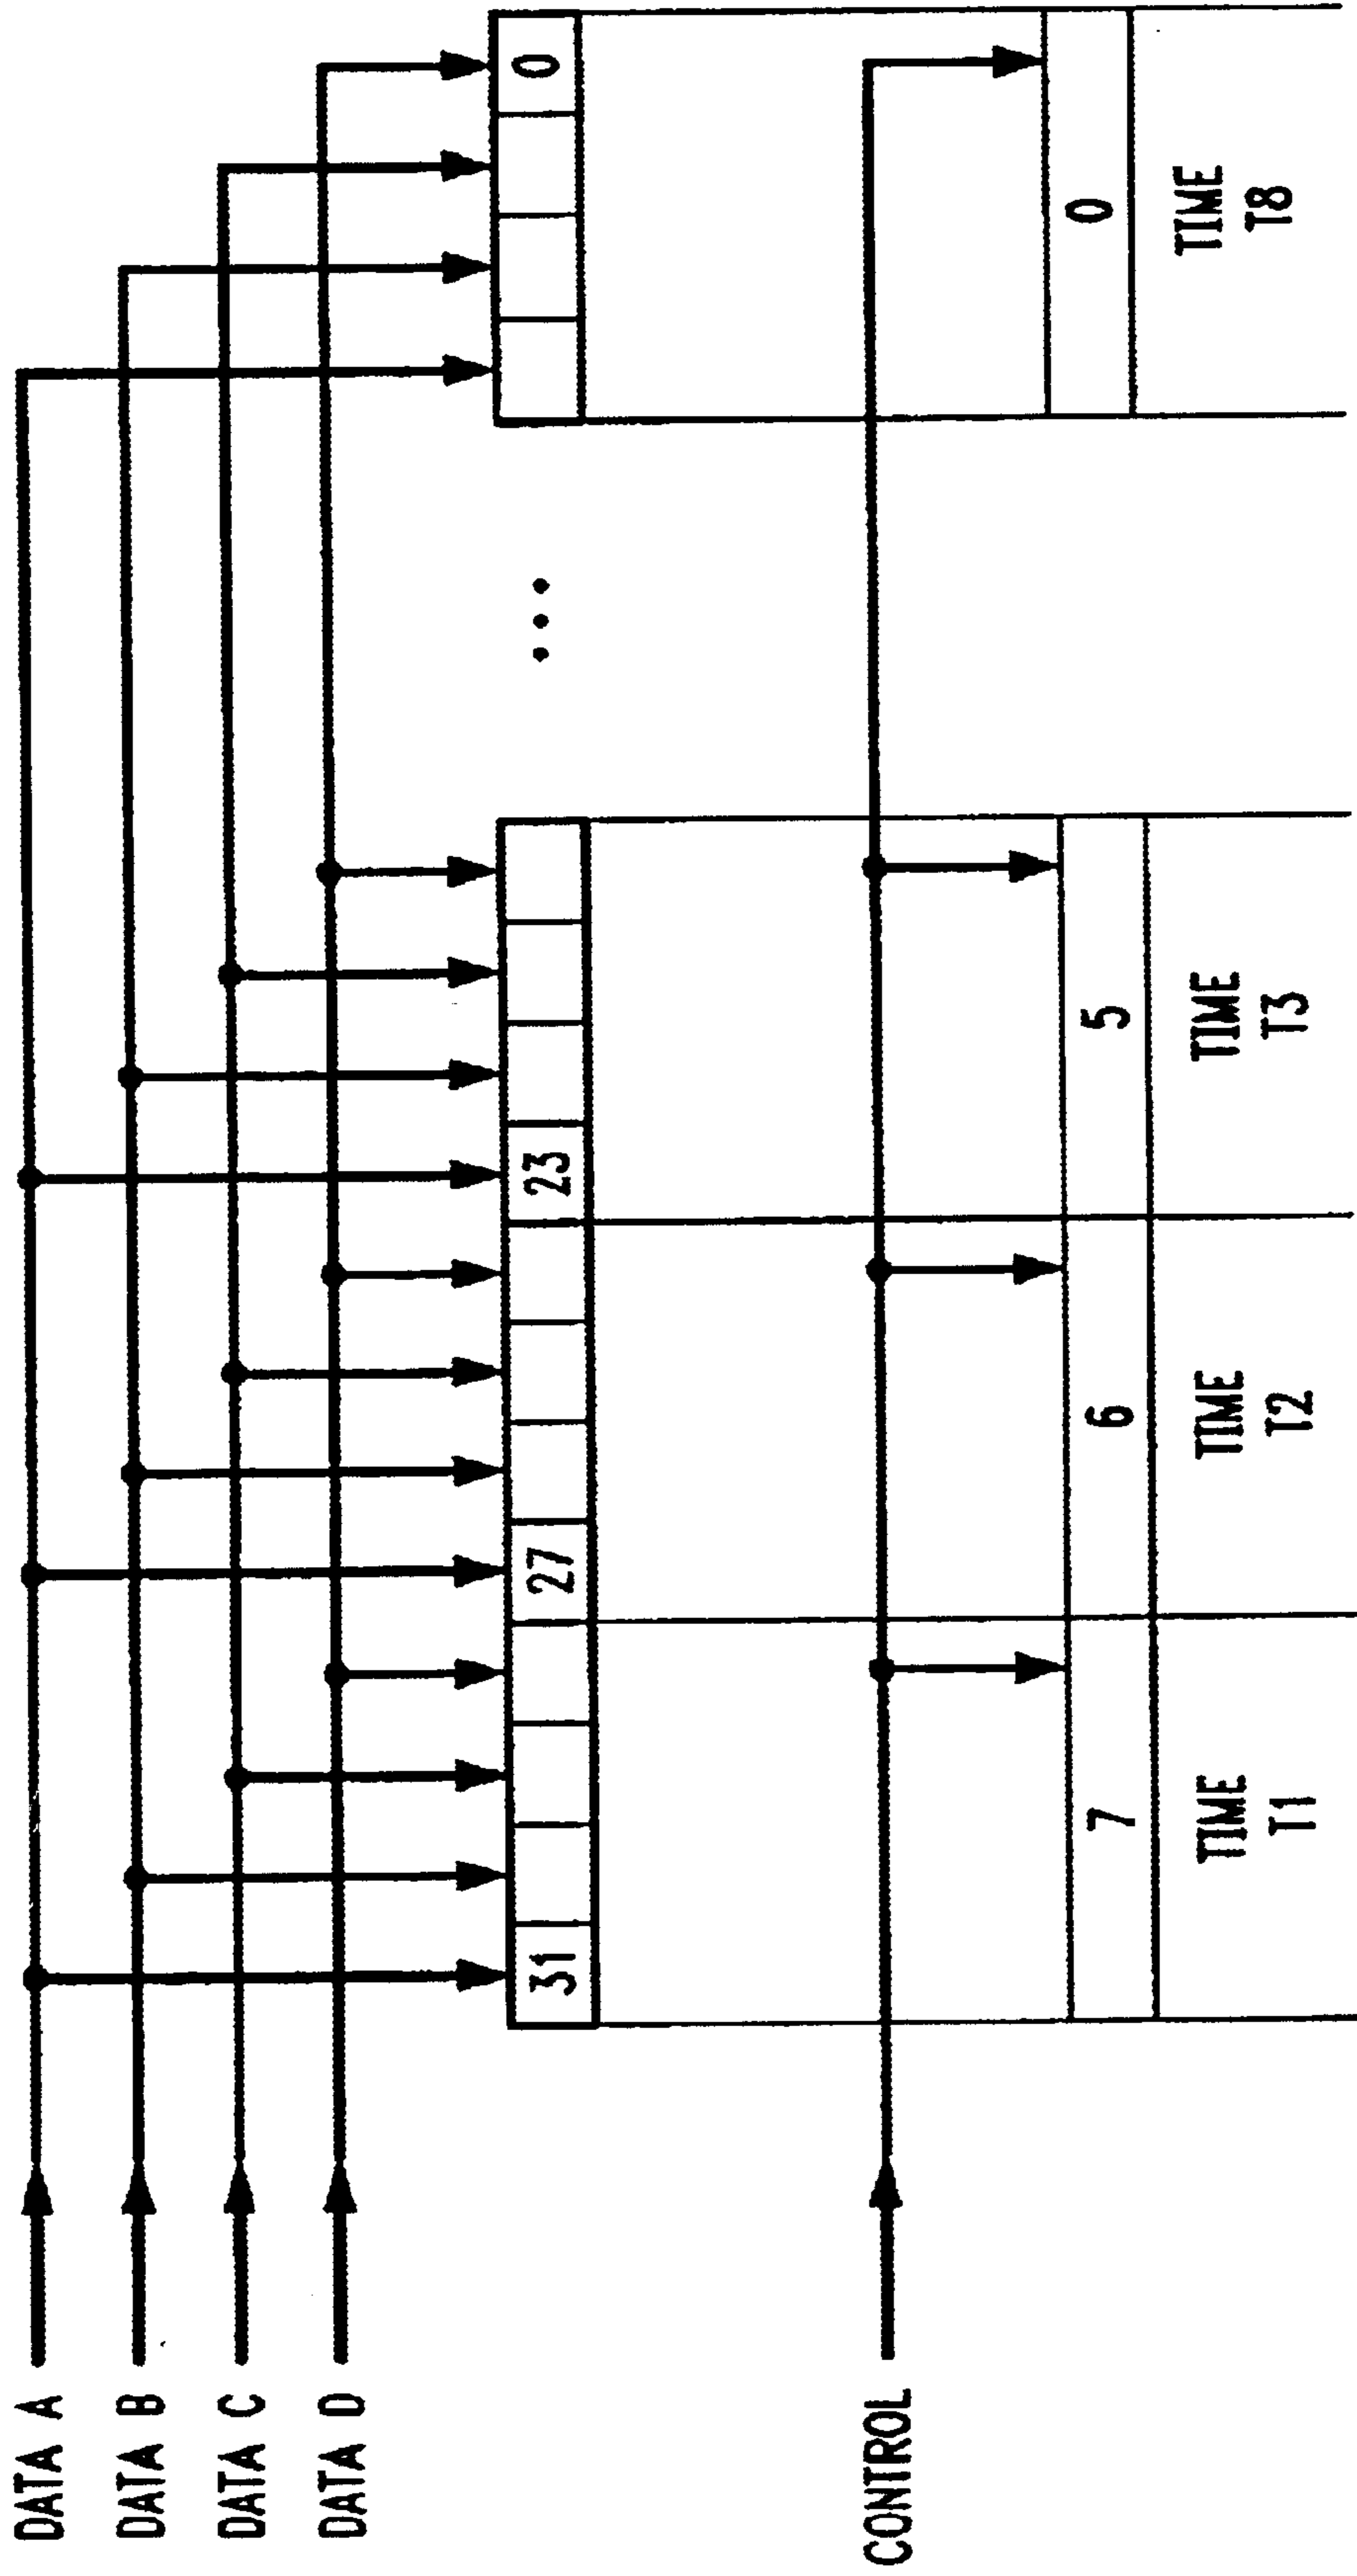 DATA A
DATA B
DATA C
DATA D
31
27
23
...
0
CONTROL
7
6
5
0
TIME
T1
TIME
T2
TIME
T3
TIME
T8